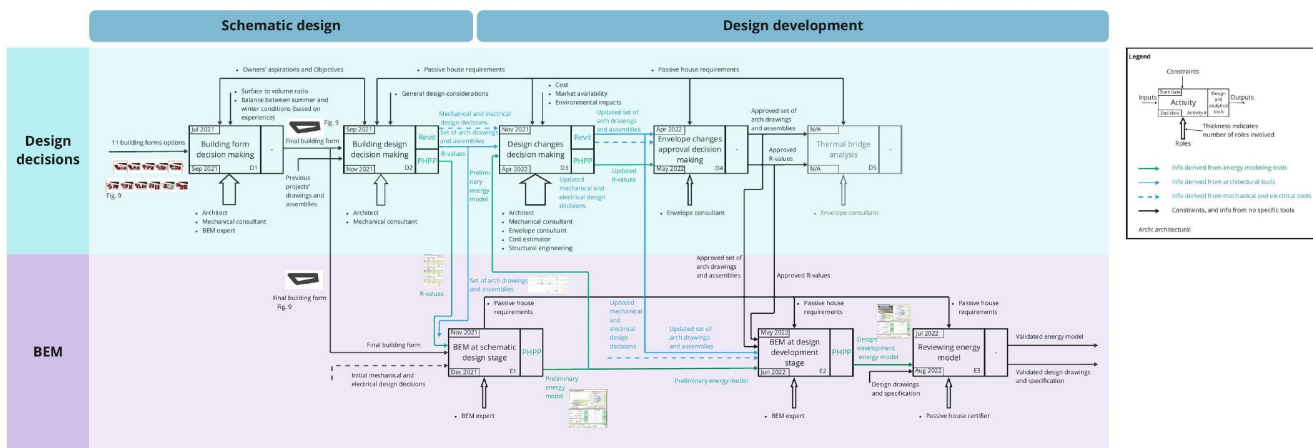 Schematic design
Design development
Design decisions
BEM
• Owners' aspirations and Objectives
• Surface to volume ratio
• Balance between summer and
winter conditions (based on
experience)
11 building forms options
Fig. 9
Jul 2021
Building form
decision making
-
Sep 2021
D1
• Architect
• Mechanical consultant
• BEM expert
Fig. 9
Final building form
Previous
projects'
drawings and
assemblies
• Passive house requirements
• General design considerations
Sep 2021
Building design
decision making
Revit
PHPP
Nov 2021
D2
• Architect
• Mechanical consultant
Mechanical and electrical
design decisions
Set of arch drawings
and assemblies
R-values
Preliminary
energy
model
• Cost
• Market availability
• Environmental impacts
Nov 2021
Design changes
decision making
Revit
PHPP
Apr 2022
D3
• Architect
• Mechanical consultant
• Envelope consultant
• Cost estimator
• Structural engineering
Updated set of
arch drawings
and assemblies
Updated
R-values
Updated
mechanical and
electrical design
decisions
• Passive house requirements
Apr 2022
Envelope changes
approval decision
making
-
May 2022
D4
• Envelope consultant
Approved set of
arch drawings
and assemblies
Approved
R-values
N/A
Thermal bridge
analysis
-
N/A
D5
• Envelope consultant
Final building form
Fig. 9
R-values
Set of arch drawings
and assemblies
Final building form
Initial mechanical and
electrical design decisions
• Passive house
requirements
Nov 2021
BEM at schematic
design stage
PHPP
Dec 2021
E1
• BEM expert
Preliminary
energy
model
Updated
mechanical
and
electrical
design
decisions
Updated set of
arch drawings
and assemblies
Preliminary energy model
Approved set of
arch drawings
and assemblies
Approved R-values
• Passive house
requirements
May 2022
BEM at design
development
stage
PHPP
Jun 2022
E2
• BEM expert
Design
development
energy model
Design drawings
and specification
• Passive house
requirements
Jul 2022
Reviewing energy
model
-
Aug 2022
E3
• Passive house certifier
Validated energy model
Validated design drawings
and specification
Legend
Constraints
Inputs
Start date
Activity
Design
and
analytical
tools
End date
Activity #
Outputs
Thickness indicates
number of roles involved
Roles
Info derived from energy modeling tools
Info derived from architectural tools
Info derived from mechanical and electrical tools
Constraints, and info from no specific tools
Arch: architectural